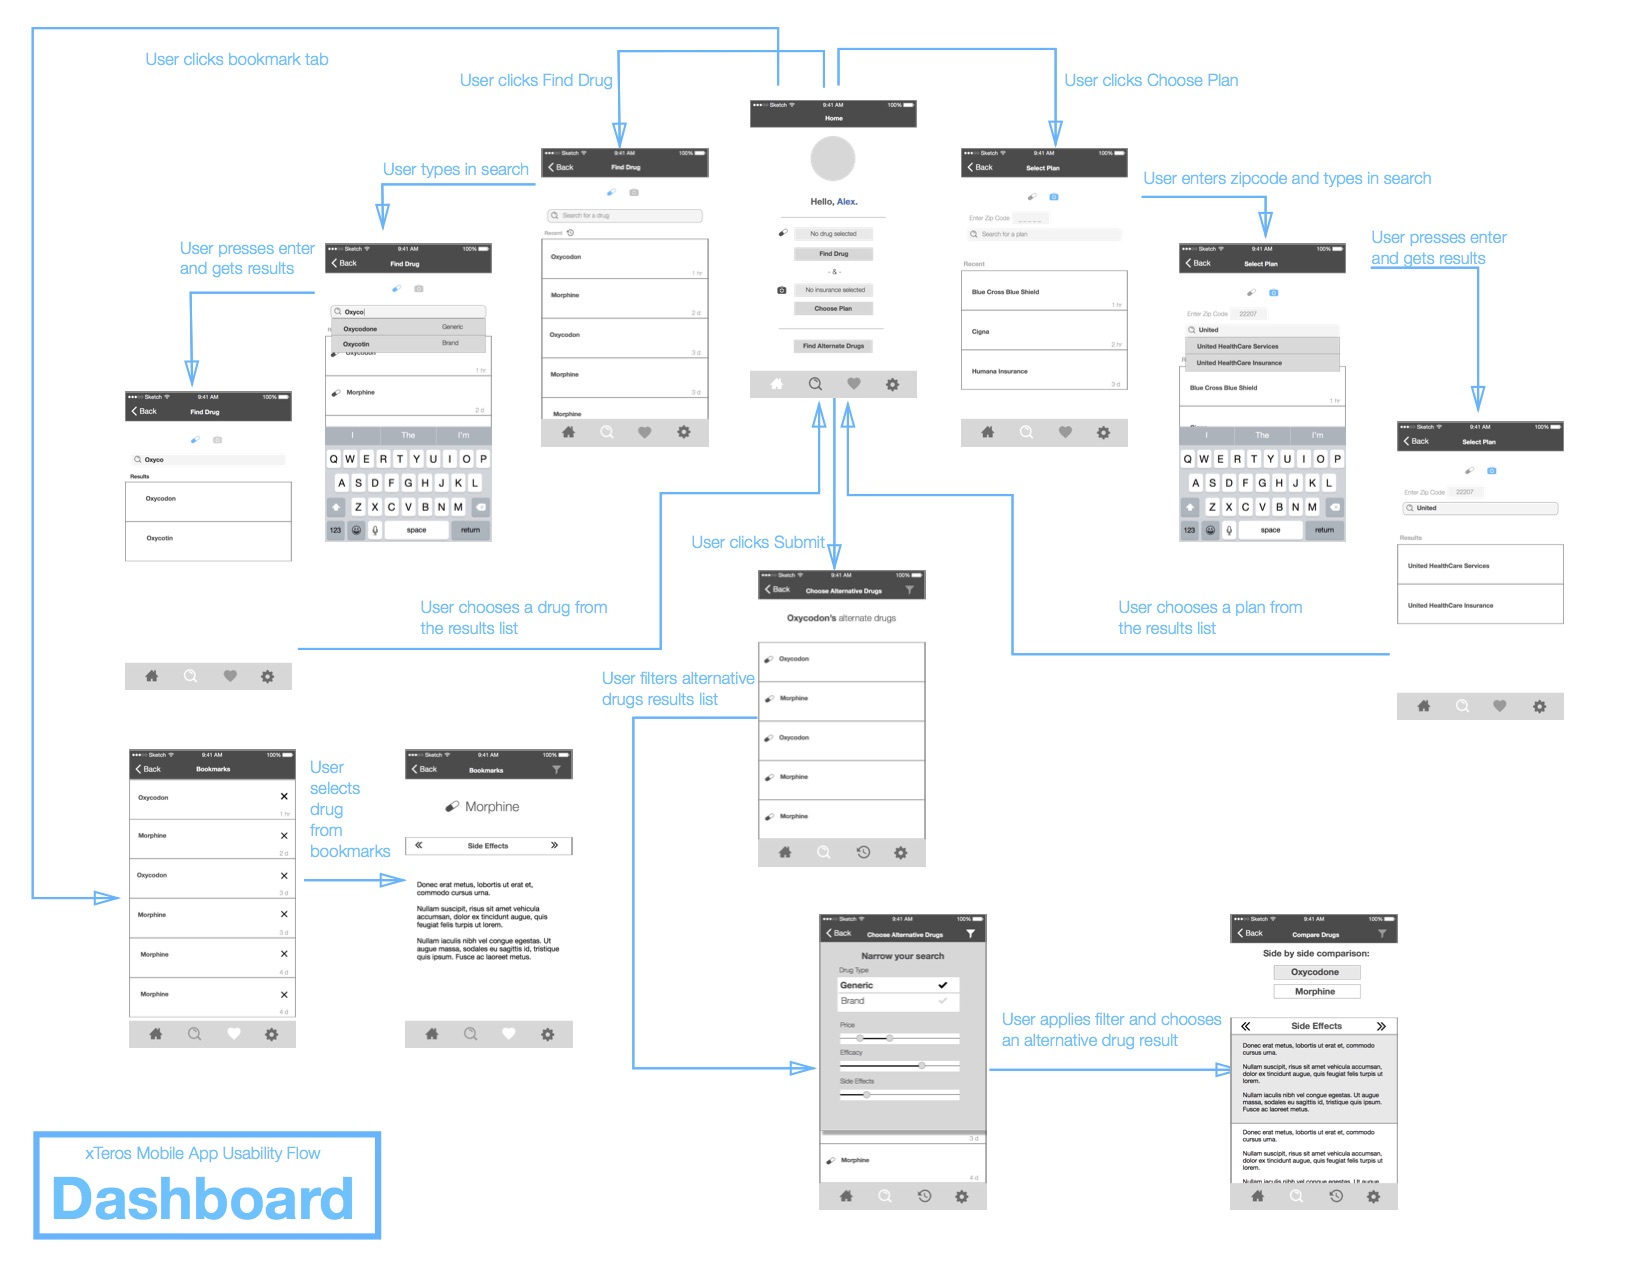 User clicks bookmark tab
User clicks Find Drug
User clicks Choose Plan
Sketch 9:41 AM 100%
Home
Hello, Alex.
No drug selected
Find Drug
- & -
No insurance selected
Choose Plan
Find Alternate Drugs
Sketch 9:41 AM 100%
Back Find Drug
Search for a drug
Recent
Oxycodon
1 hr
Morphine
2 d
Oxycodon
3 d
Morphine
3 d
Morphine
User types in search
Sketch 9:41 AM 100%
Back Find Drug
Oxyco
Oxycodone Generic
Oxycotin Brand
Oxycodon
1 hr
Morphine
2 d
I The I'm
Q W E R T Y U I O P
A S D F G H J K L
Z X C V B N M
123 space return
User presses enter
and gets results
Sketch 9:41 AM 100%
Back Find Drug
Oxyco
Results
Oxycodon
Oxycotin
User chooses a drug from
the results list
Sketch 9:41 AM 100%
Back Select Plan
Enter Zip Code _ _ _ _ _
Search for a plan
Recent
Blue Cross Blue Shield
1 hr
Cigna
2 hr
Humana Insurance
3 d
User enters zipcode and types in search
Sketch 9:41 AM 100%
Back Select Plan
Enter Zip Code 22207
United
United HealthCare Services
United HealthCare Insurance
Blue Cross Blue Shield
1 hr
I The I'm
Q W E R T Y U I O P
A S D F G H J K L
Z X C V B N M
123 space return
User presses enter
and gets results
Sketch 9:41 AM 100%
Back Select Plan
Enter Zip Code 22207
United
Results
United HealthCare Services
United HealthCare Insurance
User chooses a plan from
the results list
User clicks Submit
Sketch 9:41 AM 100%
Back Choose Alternative Drugs
Oxycodon's alternate drugs
Oxycodon
Morphine
Oxycodon
Morphine
Morphine
User filters alternative
drugs results list
Sketch 9:41 AM 100%
Back Bookmarks
Oxycodon
1 hr
Morphine
2 d
Oxycodon
3 d
Morphine
3 d
Morphine
4 d
Morphine
4 d
User
selects
drug
from
bookmarks
Sketch 9:41 AM 100%
Back Bookmarks
Morphine
Side Effects
Donec erat metus, lobortis ut erat et,
commodo cursus urna.
Nullam suscipit, risus sit amet vehicula
accumsan, dolor ex tincidunt augue, quis
feugiat felis turpis ut lorem.
Nullam iaculis nibh vel congue egestas. Ut
augue massa, sodales eu sagittis id, tristique
quis ipsum. Fusce ac laoreet metus.
Sketch 9:41 AM 100%
Back Choose Alternative Drugs
Narrow your search
Drug Type
Generic
Brand
Price
Efficacy
Side Effects
3 d
Morphine
4 d
User applies filter and chooses
an alternative drug result
Sketch 9:41 AM 100%
Back Compare Drugs
Side by side comparison:
Oxycodone
Morphine
Side Effects
Donec erat metus, lobortis ut erat et, commodo
cursus urna.
Nullam suscipit, risus sit amet vehicula accumsan,
dolor ex tincidunt augue, quis feugiat felis turpis ut
lorem.
Nullam iaculis nibh vel congue egestas. Ut augue
massa, sodales eu sagittis id, tristique quis ipsum.
Fusce ac laoreet metus.
Donec erat metus, lobortis ut erat et, commodo
cursus urna.
Nullam suscipit, risus sit amet vehicula accumsan,
dolor ex tincidunt augue, quis feugiat felis turpis ut
lorem.
Nullam iaculis nibh vel congue egestas. Ut augue
xTeros Mobile App Usability Flow
Dashboard